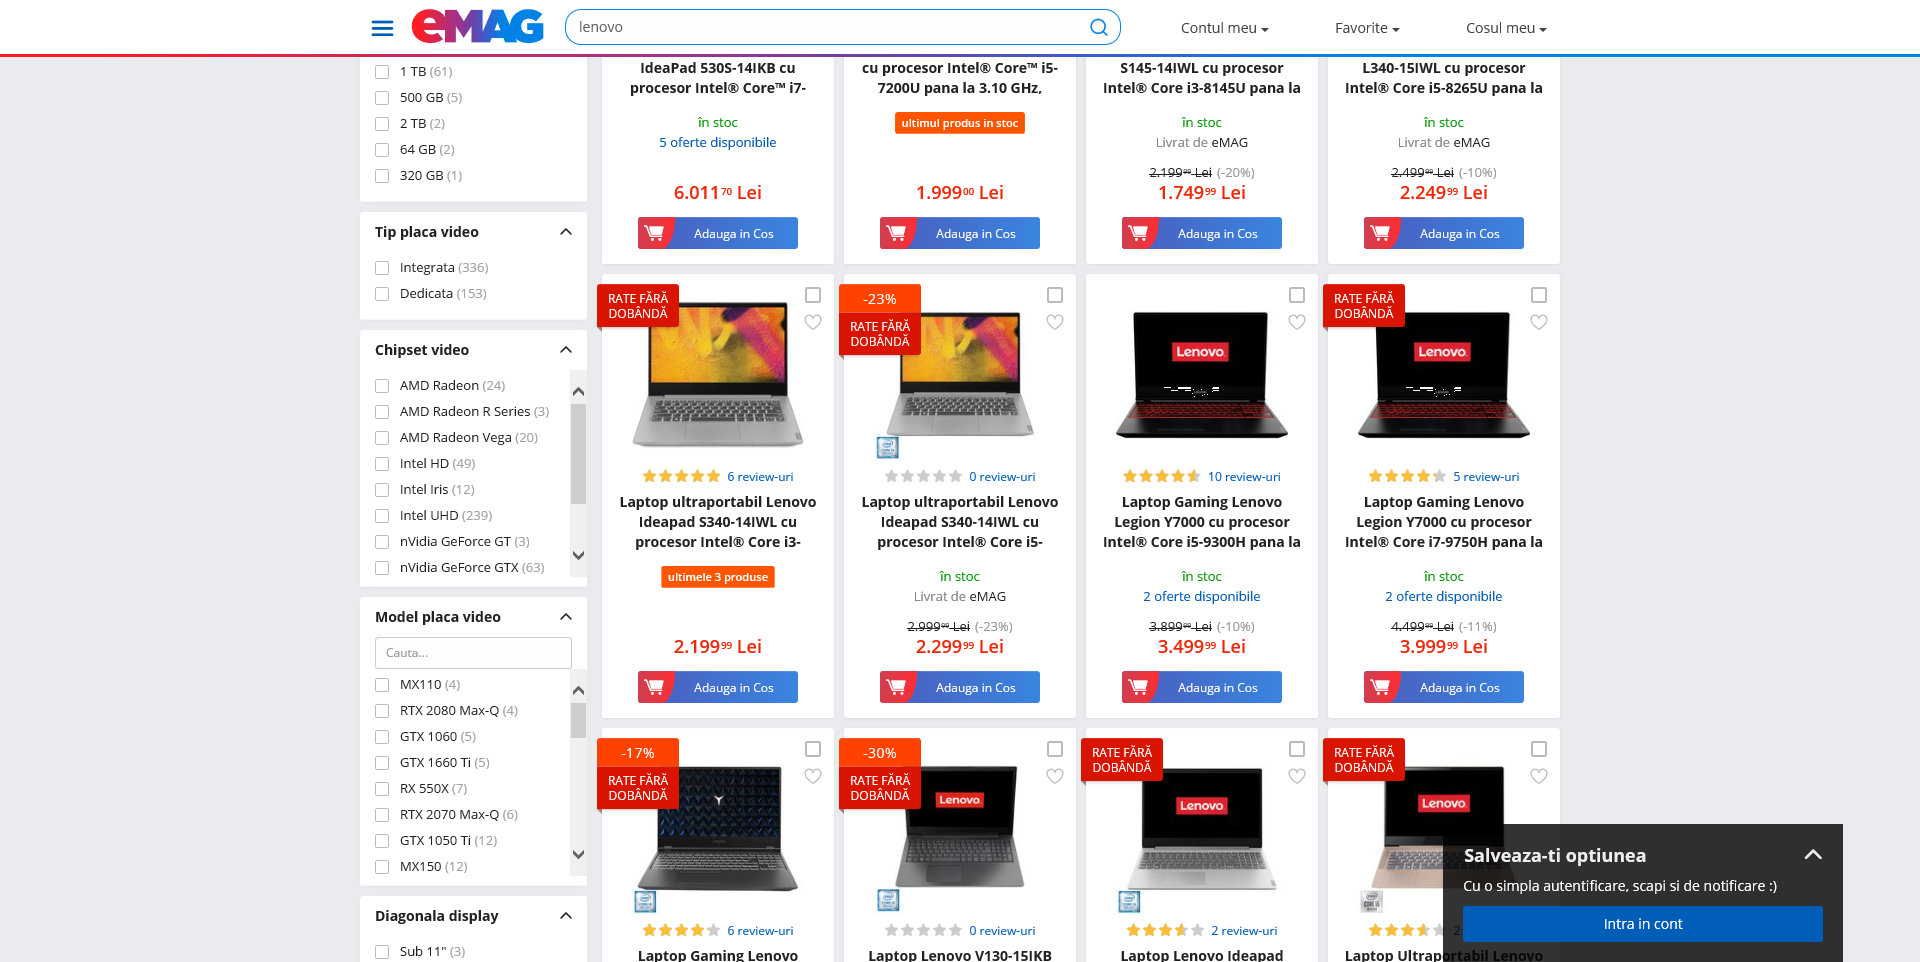 eMAG
lenovo
Contul meu
Favorite
Cosul meu
1 TB (61)
500 GB (5)
2 TB (2)
64 GB (2)
320 GB (1)
Tip placa video
Integrata (336)
Dedicata (153)
Chipset video
AMD Radeon (24)
AMD Radeon R Series (3)
AMD Radeon Vega (20)
Intel HD (49)
Intel Iris (12)
Intel UHD (239)
nVidia GeForce GT (3)
nVidia GeForce GTX (63)
Model placa video
Cauta...
MX110 (4)
RTX 2080 Max-Q (4)
GTX 1060 (5)
GTX 1660 Ti (5)
RX 550X (7)
RTX 2070 Max-Q (6)
GTX 1050 Ti (12)
MX150 (12)
Diagonala display
Sub 11" (3)
IdeaPad 530S-14IKB cu
procesor Intel® Core™ i7-
în stoc
5 oferte disponibile
6.011⁷⁰ Lei
Adauga in Cos
cu procesor Intel® Core™ i5-
7200U pana la 3.10 GHz,
ultimul produs in stoc
1.999⁰⁰ Lei
Adauga in Cos
S145-14IWL cu procesor
Intel® Core i3-8145U pana la
în stoc
Livrat de eMAG
2.199⁹⁹ Lei (-20%)
1.749⁹⁹ Lei
Adauga in Cos
L340-15IWL cu procesor
Intel® Core i5-8265U pana la
în stoc
Livrat de eMAG
2.499⁹⁹ Lei (-10%)
2.249⁹⁹ Lei
Adauga in Cos
RATE FĂRĂ
DOBÂNDĂ
6 review-uri
Laptop ultraportabil Lenovo
Ideapad S340-14IWL cu
procesor Intel® Core i3-
ultimele 3 produse
2.199⁹⁹ Lei
Adauga in Cos
-23%
RATE FĂRĂ
DOBÂNDĂ
0 review-uri
Laptop ultraportabil Lenovo
Ideapad S340-14IWL cu
procesor Intel® Core i5-
în stoc
Livrat de eMAG
2.999⁹⁹ Lei (-23%)
2.299⁹⁹ Lei
Adauga in Cos
Lenovo
10 review-uri
Laptop Gaming Lenovo
Legion Y7000 cu procesor
Intel® Core i5-9300H pana la
în stoc
2 oferte disponibile
3.899⁹⁹ Lei (-10%)
3.499⁹⁹ Lei
Adauga in Cos
RATE FĂRĂ
DOBÂNDĂ
Lenovo
5 review-uri
Laptop Gaming Lenovo
Legion Y7000 cu procesor
Intel® Core i7-9750H pana la
în stoc
2 oferte disponibile
4.499⁹⁹ Lei (-11%)
3.999⁹⁹ Lei
Adauga in Cos
-17%
RATE FĂRĂ
DOBÂNDĂ
6 review-uri
Laptop Gaming Lenovo
-30%
RATE FĂRĂ
DOBÂNDĂ
Lenovo
0 review-uri
Laptop Lenovo V130-15IKB
RATE FĂRĂ
DOBÂNDĂ
Lenovo
2 review-uri
Laptop Lenovo Ideapad
RATE FĂRĂ
DOBÂNDĂ
Lenovo
2
Laptop Ultraportabil Lenovo
Salveaza-ti optiunea
Cu o simpla autentificare, scapi si de notificare :)
Intra in cont